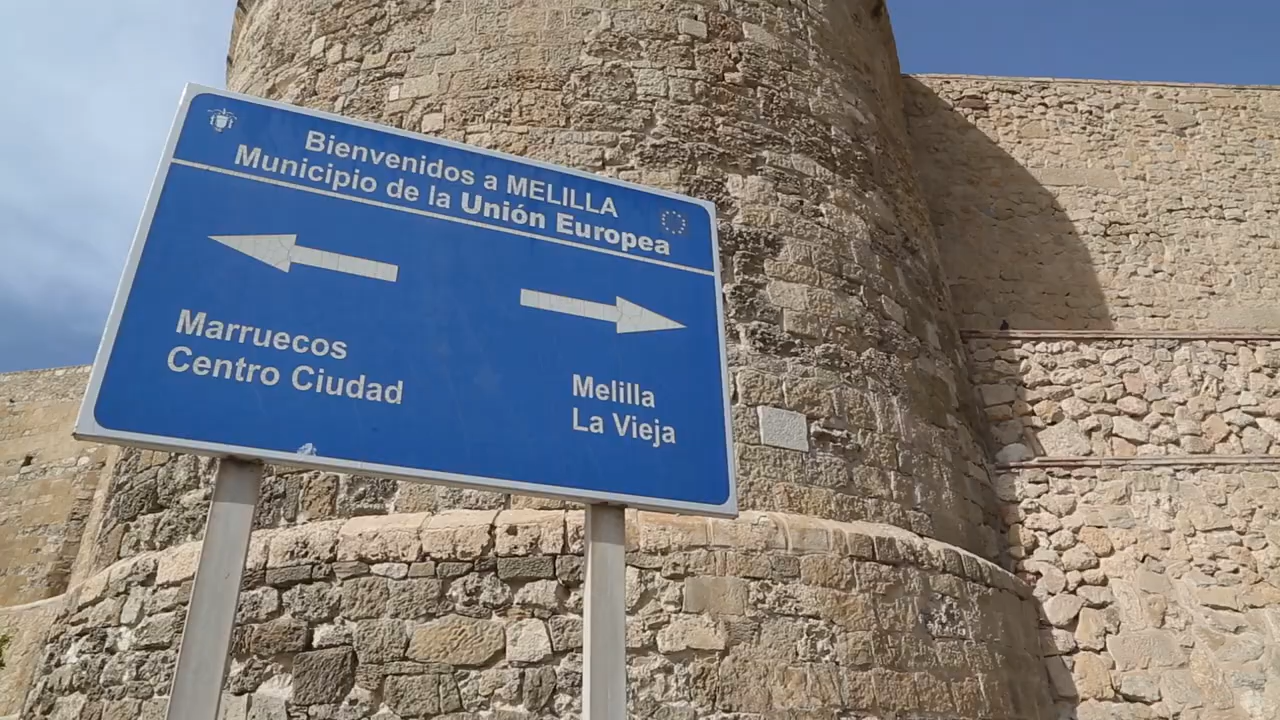 Bienvenidos a MELILLA
Municipio de la Unión Europea
Marruecos
Centro Ciudad
Melilla
La Vieja